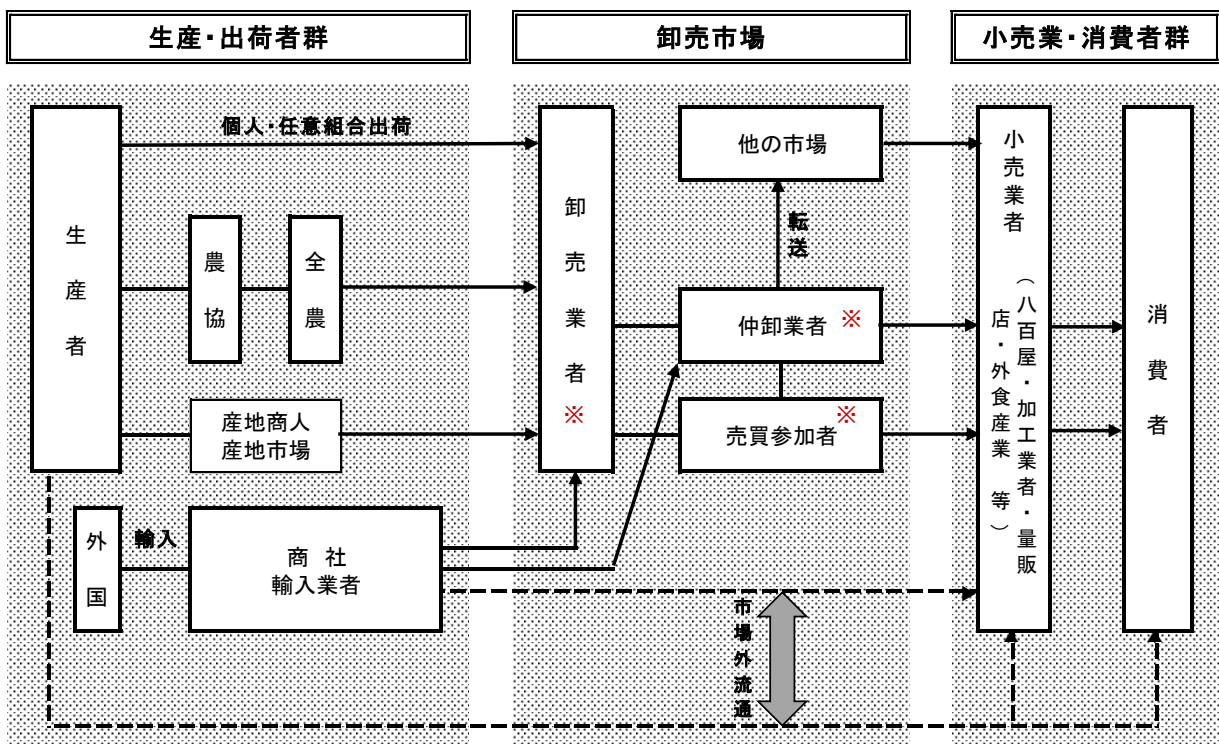 生産・出荷者群
卸売市場
小売業・消費者群
個人・任意組合出荷
生産者
農協
全農
産地商人
産地市場
外国
輸入
商 社
輸入業者
卸売業者※
他の市場
転送
仲卸業者 ※
売買参加者※
市場外流通
小売業者 (八百屋・加工業者・量販
店・外食産業 等)
消費者